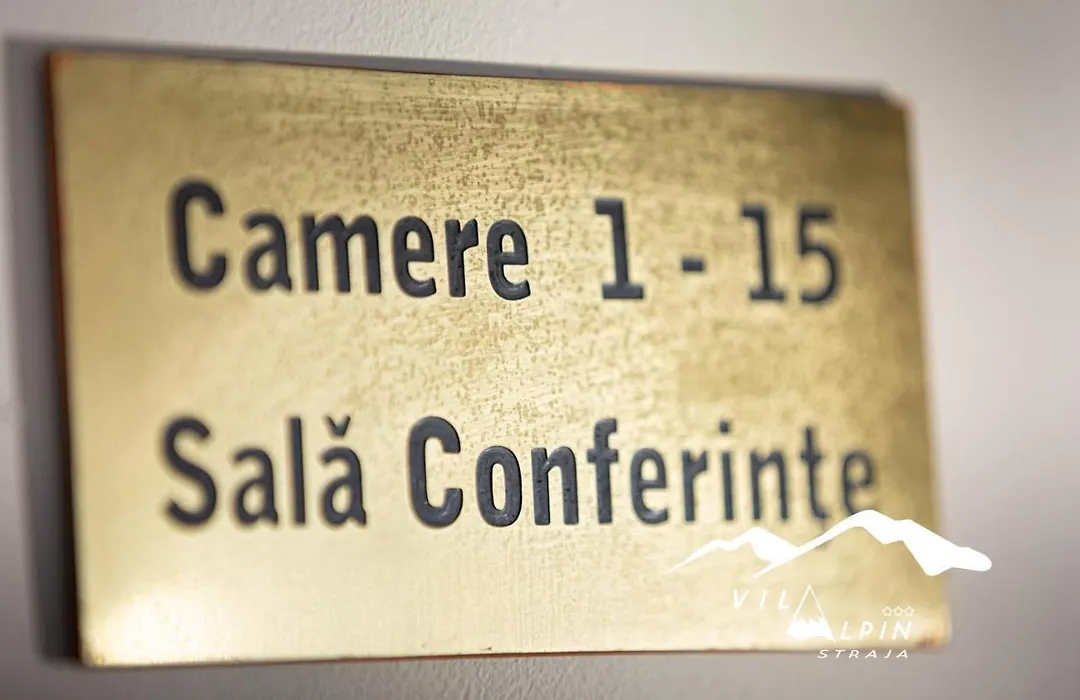 Camere 1 - 15
Sală Conferințe
VILA
ALPIN
STRAJA